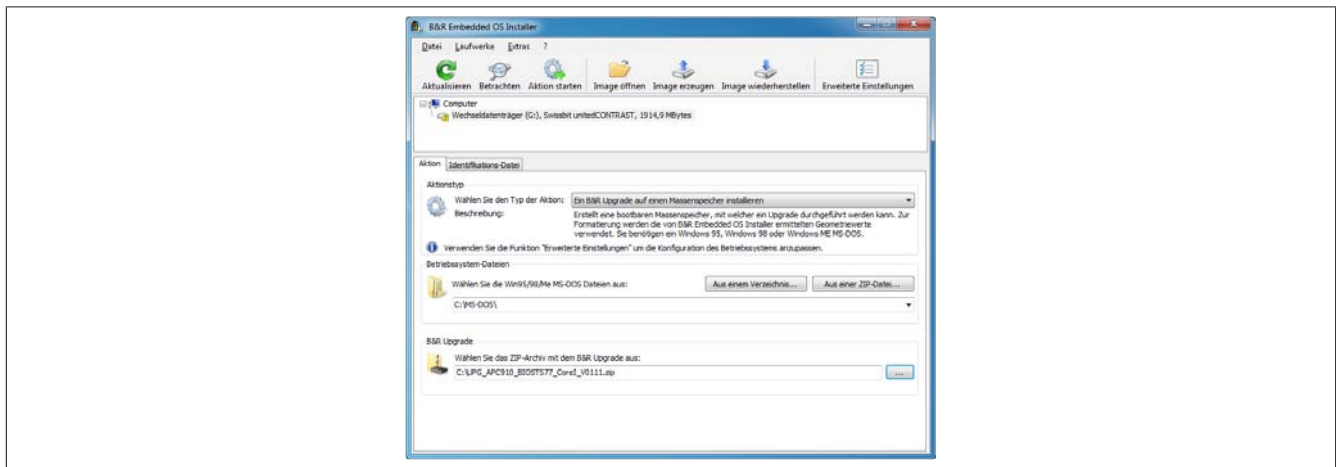 B&R Embedded OS Installer
Datei Laufwerke Extras ?
Aktualisieren Betrachten Aktion starten Image öffnen Image erzeugen Image wiederherstellen Erweiterte Einstellungen
Computer
Wechseldatenträger (G:), Swissbit unitedCONTRAST, 1914,9 MBytes
Aktion Identifikations-Datei
Aktionstyp
Wählen Sie den Typ der Aktion: Ein B&R Upgrade auf einen Massenspeicher installieren
Beschreibung: Erstellt eine bootbaren Massenspeicher, mit welcher ein Upgrade durchgeführt werden kann. Zur
Formatierung werden die von B&R Embedded OS Installer ermittelten Geometriewerte
verwendet. Sie benötigen ein Windows 95, Windows 98 oder Windows ME MS-DOS.
Verwenden Sie die Funktion "Erweiterte Einstellungen" um die Konfiguration des Betriebssystems anzupassen.
Betriebssystem-Dateien
Wählen Sie die Win95/98/Me MS-DOS Dateien aus: Aus einem Verzeichnis... Aus einer ZIP-Datei...
C:\MS-DOS\
B&R Upgrade
Wählen Sie das ZIP-Archiv mit dem B&R Upgrade aus:
C:\UPG_APC910_BIOSTS77_CoreI_V0111.zip ...